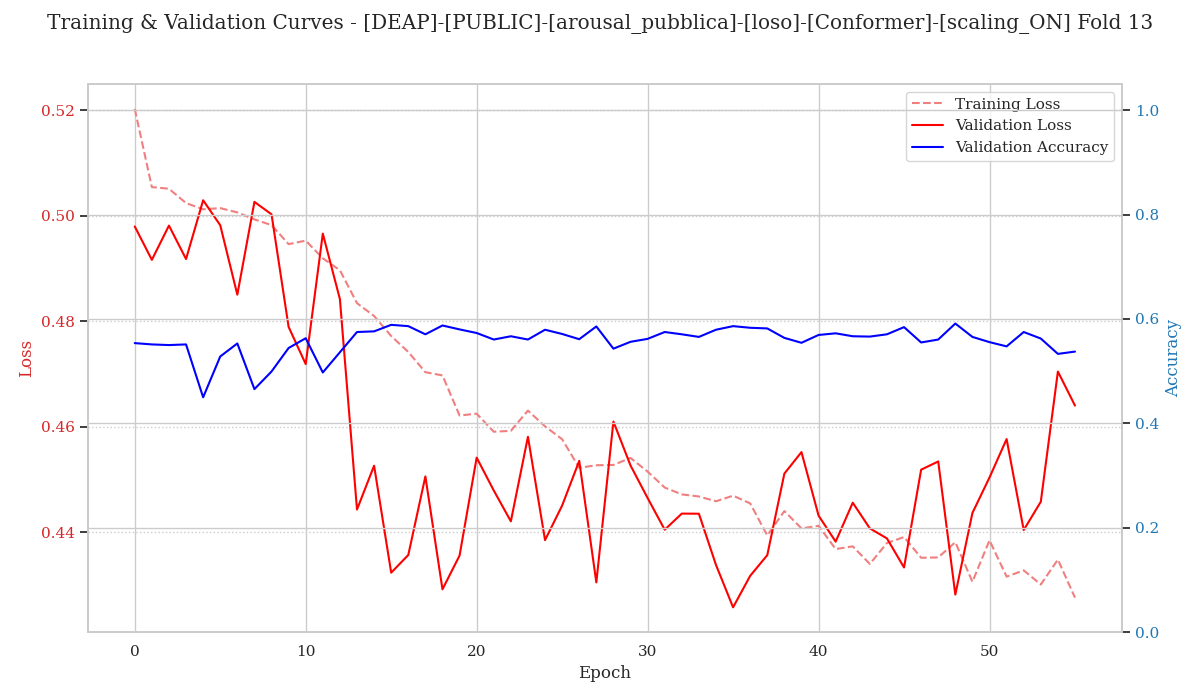 Training & Validation Curves - [DEAP]-[PUBLIC]-[arousal_pubblica]-[loso]-[Conformer]-[scaling_ON] Fold 13
Training Loss
Validation Loss
Validation Accuracy
0.52
0.50
0.48
0.46
0.44
Loss
1.0
0.8
0.6
0.4
0.2
0.0
Accuracy
0
10
20
30
40
50
Epoch